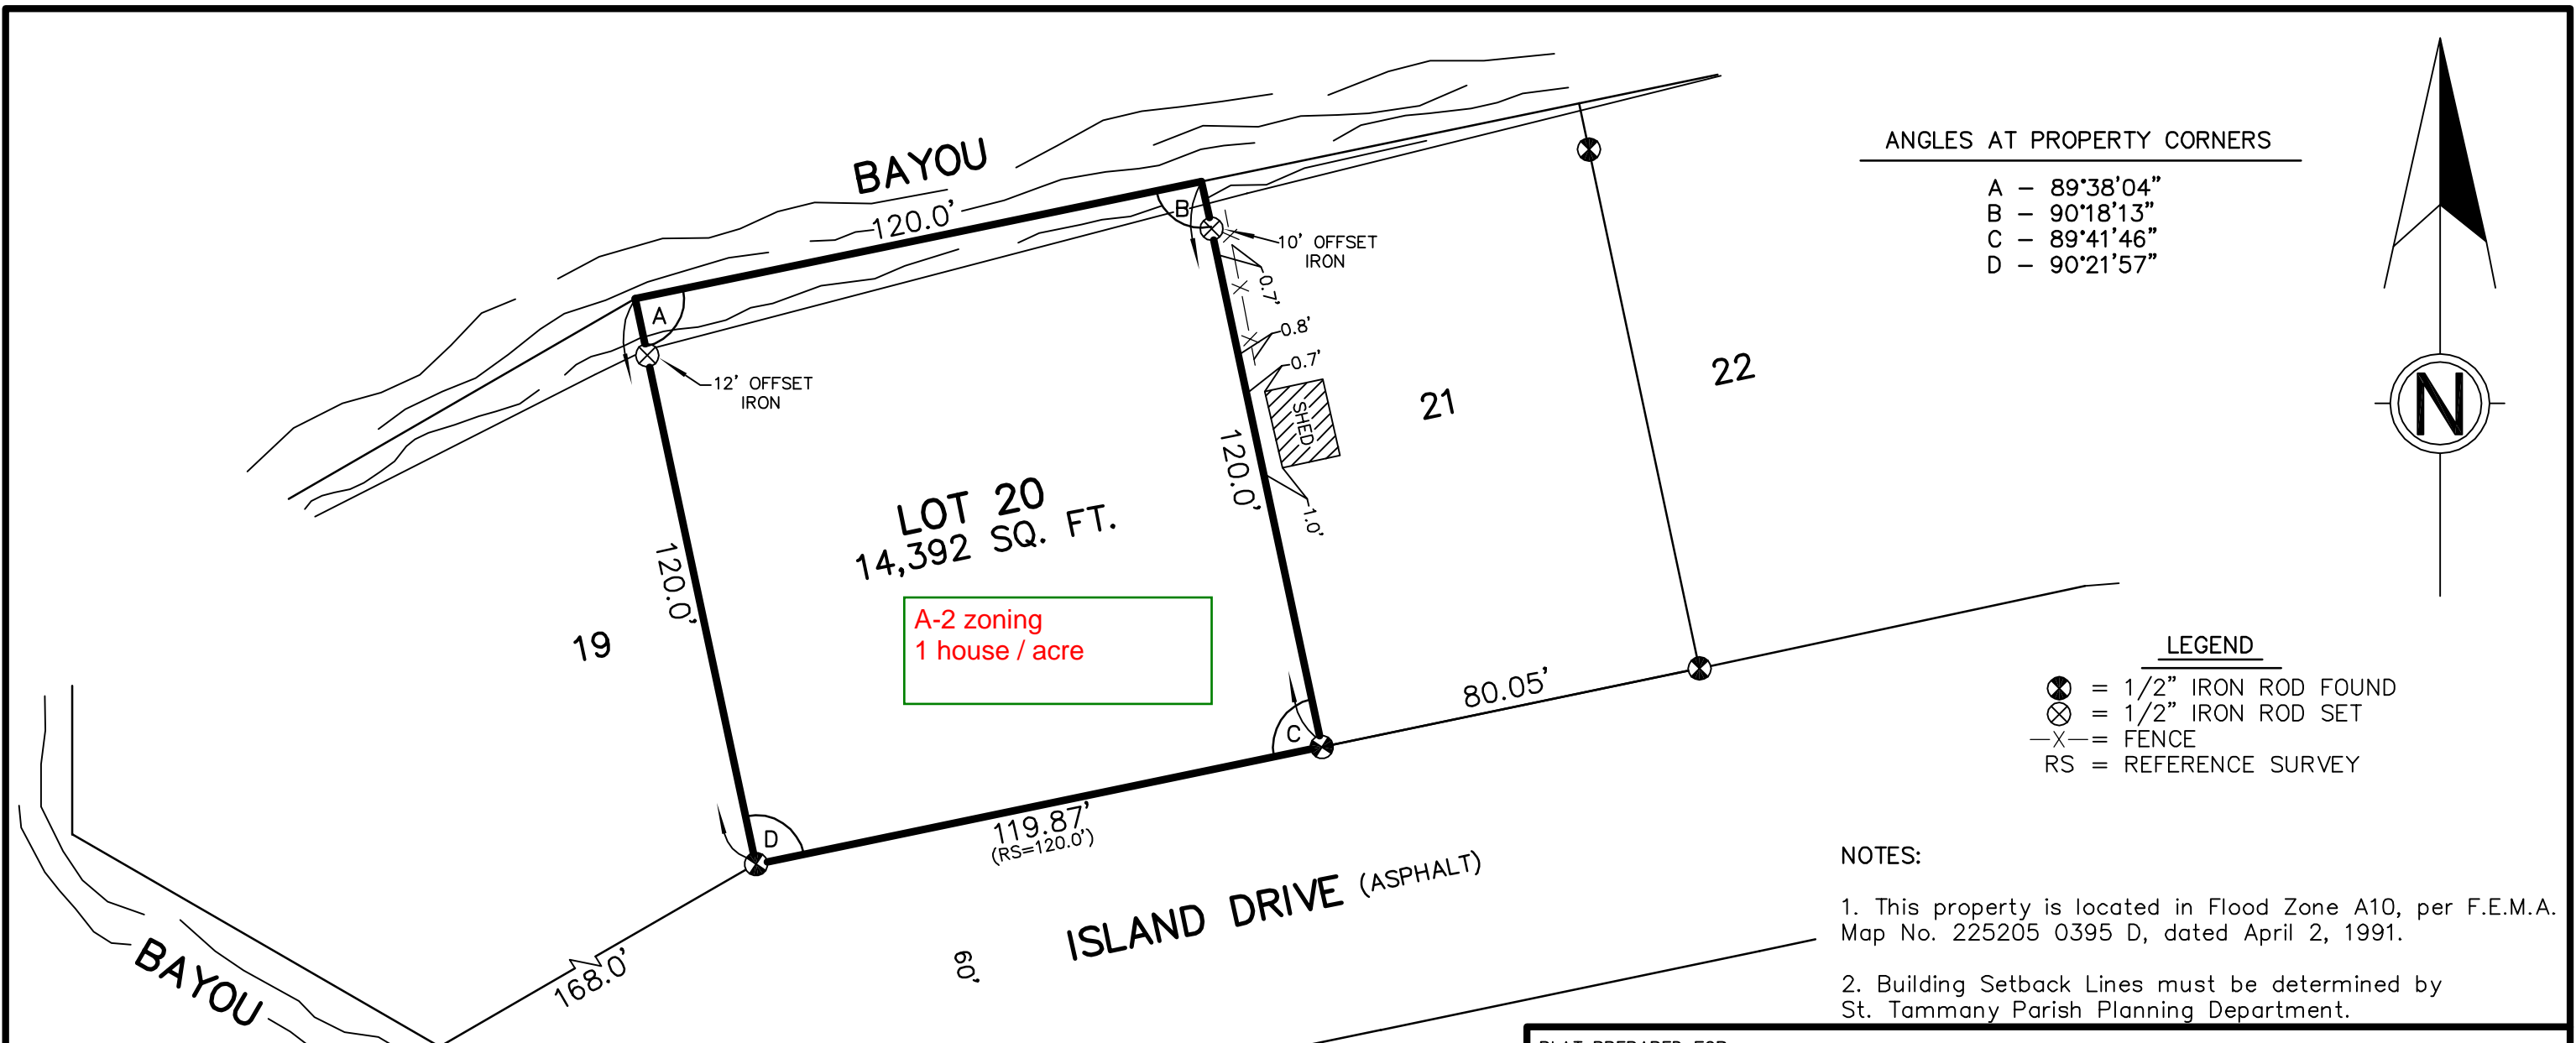 BAYOU
120.0'
A
B
10' OFFSET
IRON
12' OFFSET
IRON
0.7'
0.8'
0.7'
SHED
1.0'
120.0'
120.0'
LOT 20
14,392 SQ. FT.
A-2 zoning
1 house / acre
19
21
22
C
D
80.05'
119.87'
(RS=120.0')
ISLAND DRIVE (ASPHALT)
60'
168.0'
BAYOU
ANGLES AT PROPERTY CORNERS
A – 89°38'04"
B – 90°18'13"
C – 89°41'46"
D – 90°21'57"
N
LEGEND
= 1/2" IRON ROD FOUND
= 1/2" IRON ROD SET
—X— = FENCE
RS = REFERENCE SURVEY
NOTES:
1. This property is located in Flood Zone A10, per F.E.M.A.
Map No. 225205 0395 D, dated April 2, 1991.
2. Building Setback Lines must be determined by
St. Tammany Parish Planning Department.